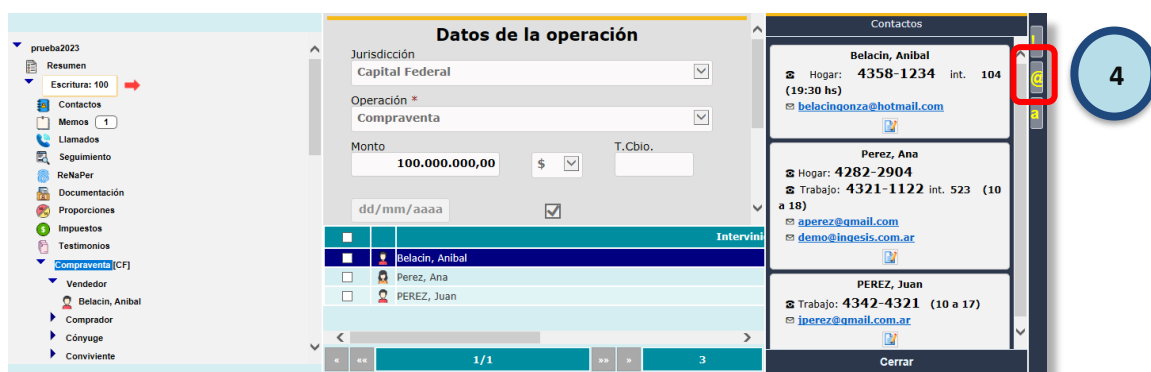 prueba2023
Resumen
Escritura: 100
Contactos
Memos 1
Llamados
Seguimiento
ReNaPer
Documentación
Proporciones
Impuestos
Testimonios
Compraventa [CF]
Vendedor
Belacin, Anibal
Comprador
Cónyuge
Conviviente
Datos de la operación
Jurisdicción
Capital Federal
Operación *
Compraventa
Monto T.Cbio.
100.000.000,00 $
dd/mm/aaaa
Intervini
Belacin, Anibal
Perez, Ana
PEREZ, Juan
« «« 1/1 »» » 3
Contactos
Belacin, Anibal
Hogar: 4358-1234 int. 104
(19:30 hs)
belacingonza@hotmail.com
Perez, Ana
Hogar: 4282-2904
Trabajo: 4321-1122 int. 523 (10
a 18)
aperez@gmail.com
demo@ingesis.com.ar
PEREZ, Juan
Trabajo: 4342-4321 (10 a 17)
jperez@gmail.com.ar
Cerrar
@
a
4